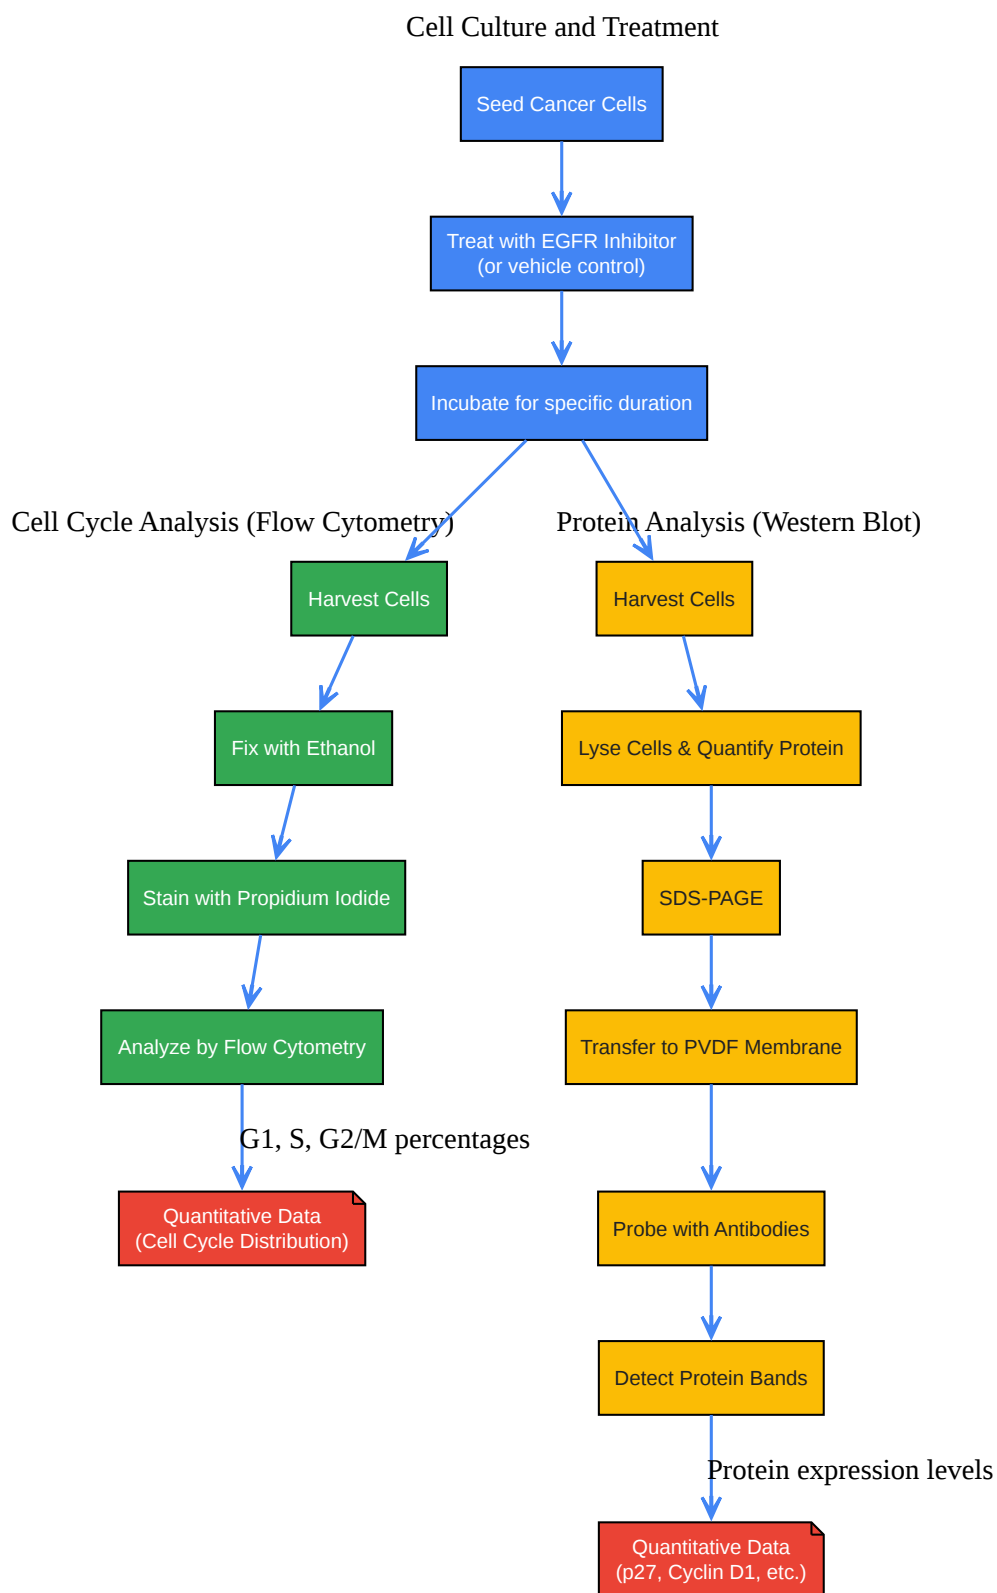 Cell Culture and Treatment
Seed Cancer Cells
Treat with EGFR Inhibitor
(or vehicle control)
Incubate for specific duration
Cell Cycle Analysis (Flow Cytometry)
Harvest Cells
Fix with Ethanol
Stain with Propidium Iodide
Analyze by Flow Cytometry
G1, S, G2/M percentages
Quantitative Data
(Cell Cycle Distribution)
Protein Analysis (Western Blot)
Harvest Cells
Lyse Cells & Quantify Protein
SDS-PAGE
Transfer to PVDF Membrane
Probe with Antibodies
Detect Protein Bands
Protein expression levels
Quantitative Data
(p27, Cyclin D1, etc.)